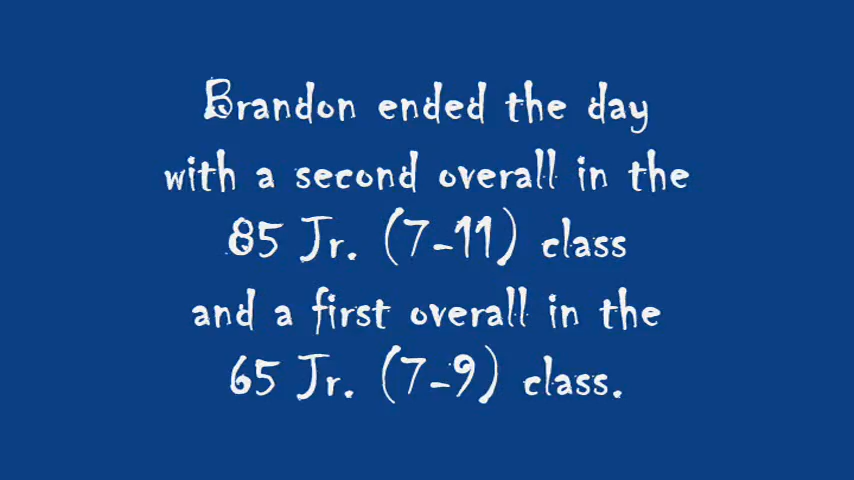 Brandon ended the day
with a second overall in the
85 Jr. (7-11) class
and a first overall in the
65 Jr. (7-9) class.